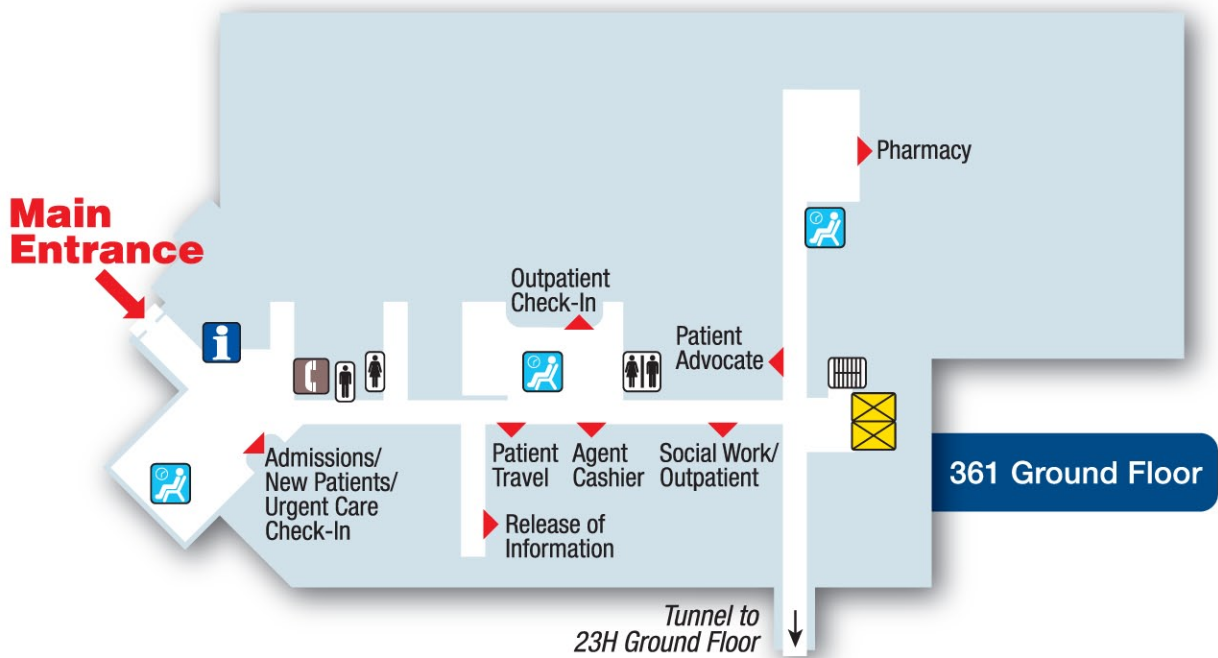 Pharmacy
Main
Entrance
Outpatient
Check-In
i
Patient
Advocate
Admissions/
New Patients/
Urgent Care
Check-In
Patient
Travel
Agent
Cashier
Social Work/
Outpatient
361 Ground Floor
Release of
Information
Tunnel to
23H Ground Floor